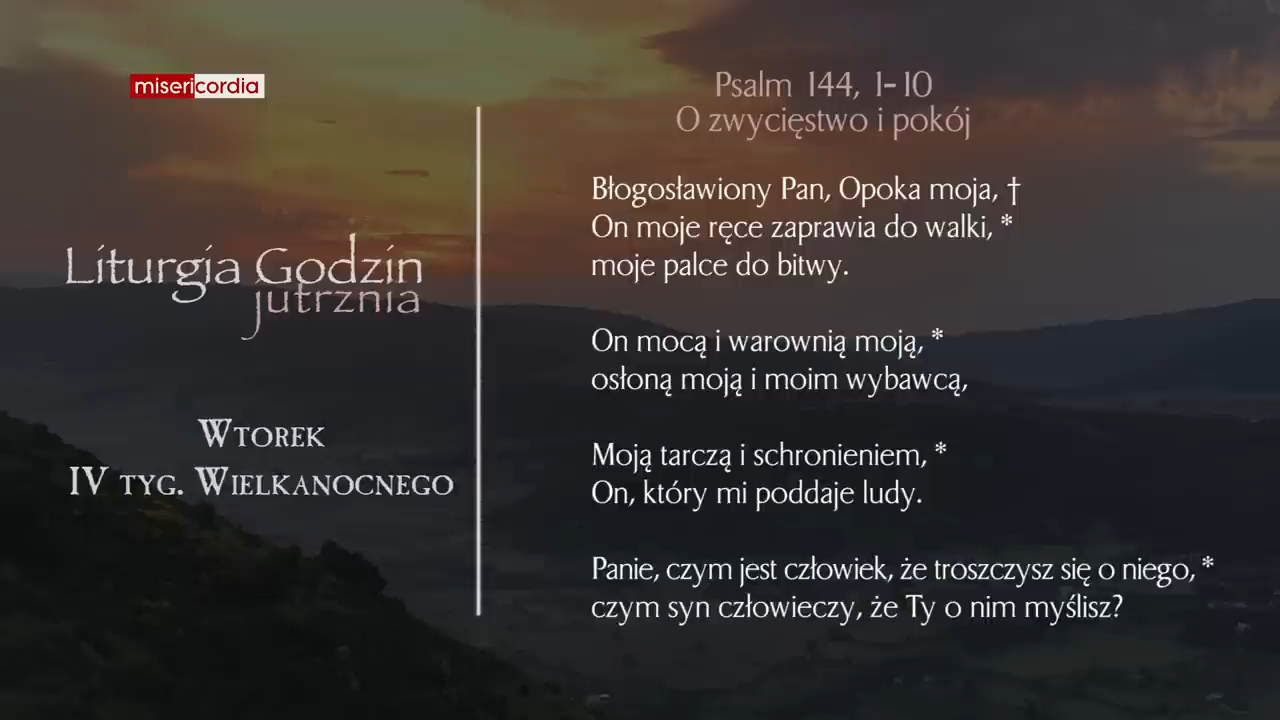 misericordia
Liturgia Godzin
jutrznia
Wtorek
IV tyg. Wielkanocnego
Psalm 144, 1-10
O zwycięstwo i pokój
Błogosławiony Pan, Opoka moja, †
On moje ręce zaprawia do walki, *
moje palce do bitwy.
On mocą i warownią moją, *
osłoną moją i moim wybawcą,
Moją tarczą i schronieniem, *
On, który mi poddaje ludy.
Panie, czym jest człowiek, że troszczysz się o niego, *
czym syn człowieczy, że Ty o nim myślisz?